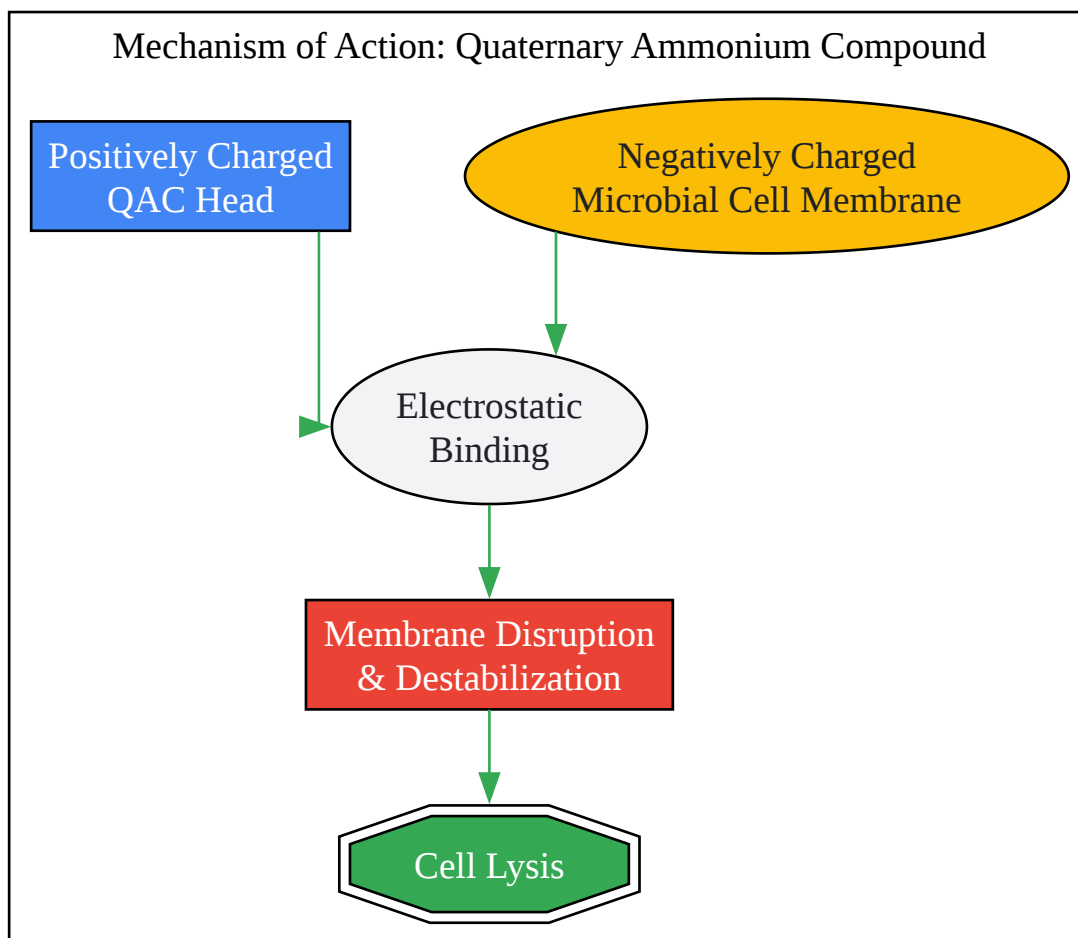 Mechanism of Action: Quaternary Ammonium Compound
Positively Charged
QAC Head
Negatively Charged
Microbial Cell Membrane
Electrostatic
Binding
Membrane Disruption
& Destabilization
Cell Lysis